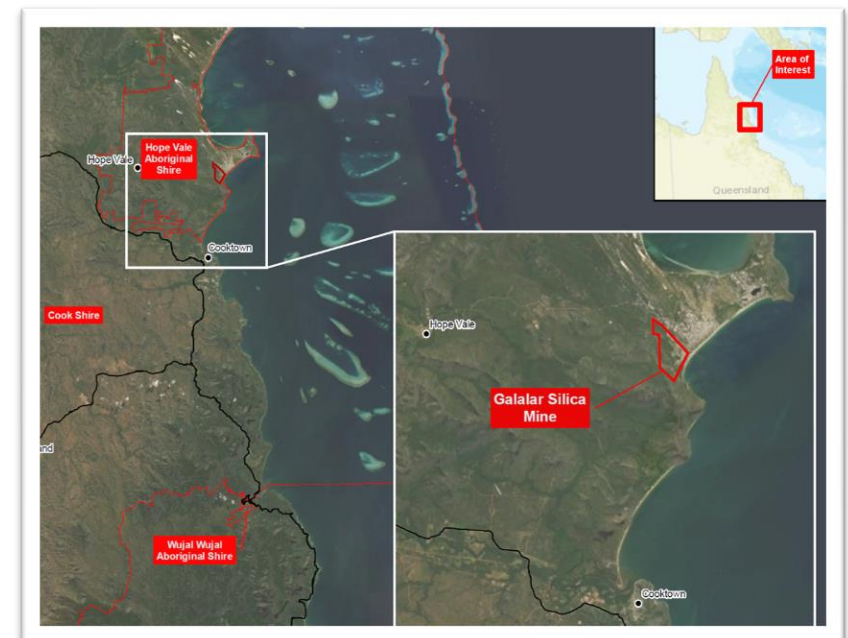 Area of
Interest
Queensland
Hope Vale
Aboriginal
Shire
Hope Vale
Cooktown
Cook Shire
and
Wujal Wujal
Aboriginal Shire
Hope Vale
Galalar Silica
Mine
Cooktown